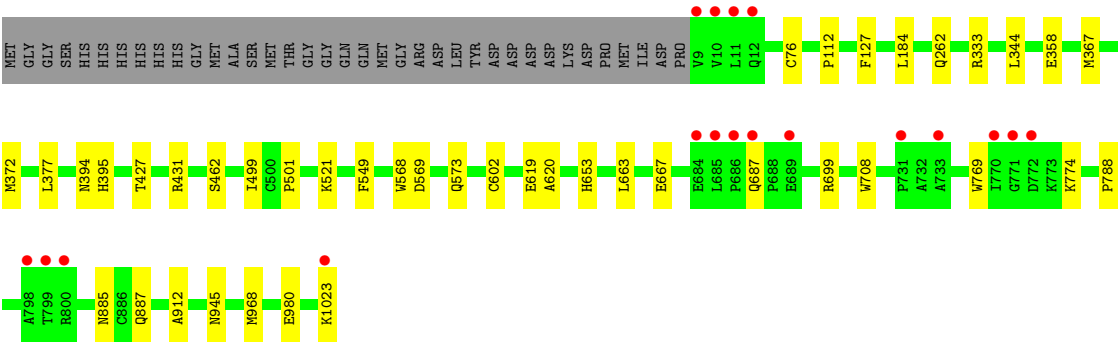 MET GLY GLY SER HIS HIS HIS HIS HIS HIS GLY MET ALA SER MET THR GLY GLY GLN GLN MET GLY ARG ASP LEU TYR ASP ASP ASP ASP ASP LYS ASP PRO MET ILE ASP PRO V9 V10 L11 Q12 C76 P112 F127 L184 Q262 R333 L344 E358 M367
M372 L377 N394 H395 T427 R431 S462 I499 C500 P501 K521 F549 W568 D569 Q573 C602 E619 A620 H653 L663 E667 E684 L685 P686 Q687 P688 E689 R699 W708 P731 A732 A733 W769 I770 G771 D772 K773 K774 P788
A798 T799 R800 N885 C886 Q887 A912 N945 M968 E980 K1023